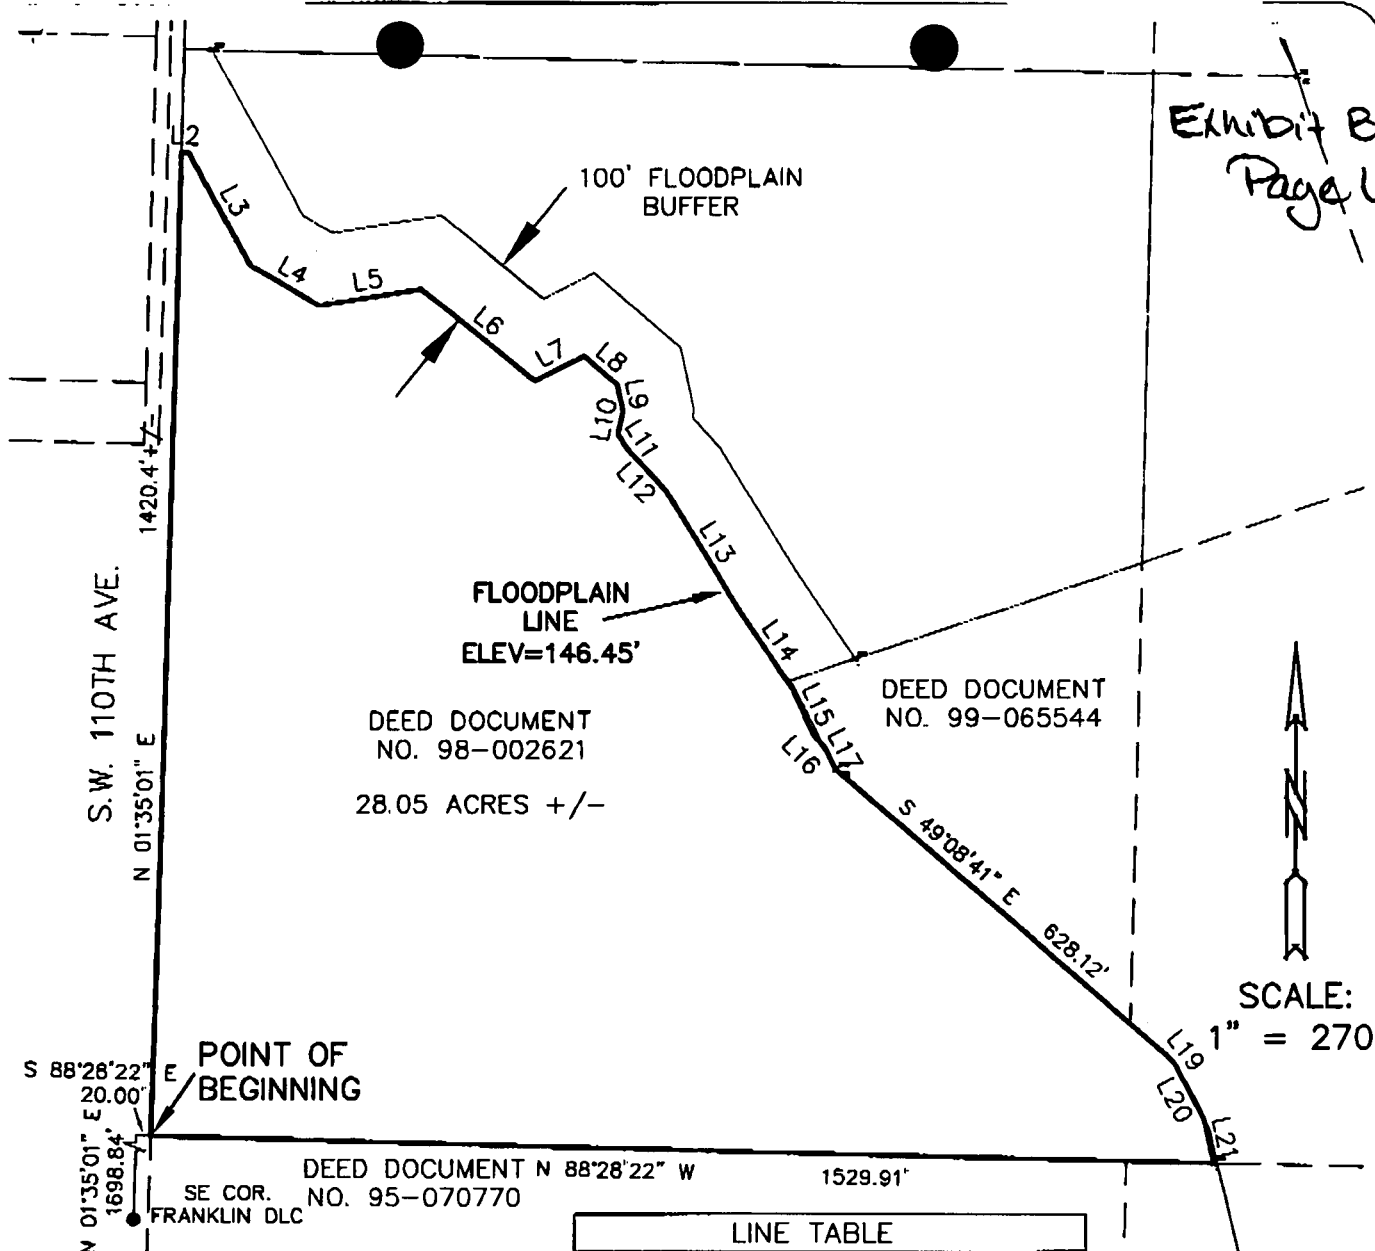 Exhibit B
Page
L2
L3
L4
L5
L6
L7
L8
L9
L10
L11
L12
L13
L14
L15
L16
L17
100' FLOODPLAIN
BUFFER
1420.4'+/-
S.W. 110TH AVE.
N 01°35'01" E
FLOODPLAIN
LINE
ELEV=146.45'
DEED DOCUMENT
NO. 98-002621
28.05 ACRES +/-
DEED DOCUMENT
NO. 99-065544
S 49°08'41" E 628.12'
SCALE:
1" = 270
L19
L20
L21
POINT OF
BEGINNING
S 88°28'22" E
20.00'
N 01°35'01" E
1698.84'
SE COR.
FRANKLIN DLC
DEED DOCUMENT
NO. 95-070770
N 88°28'22" W 1529.91'
LINE TABLE